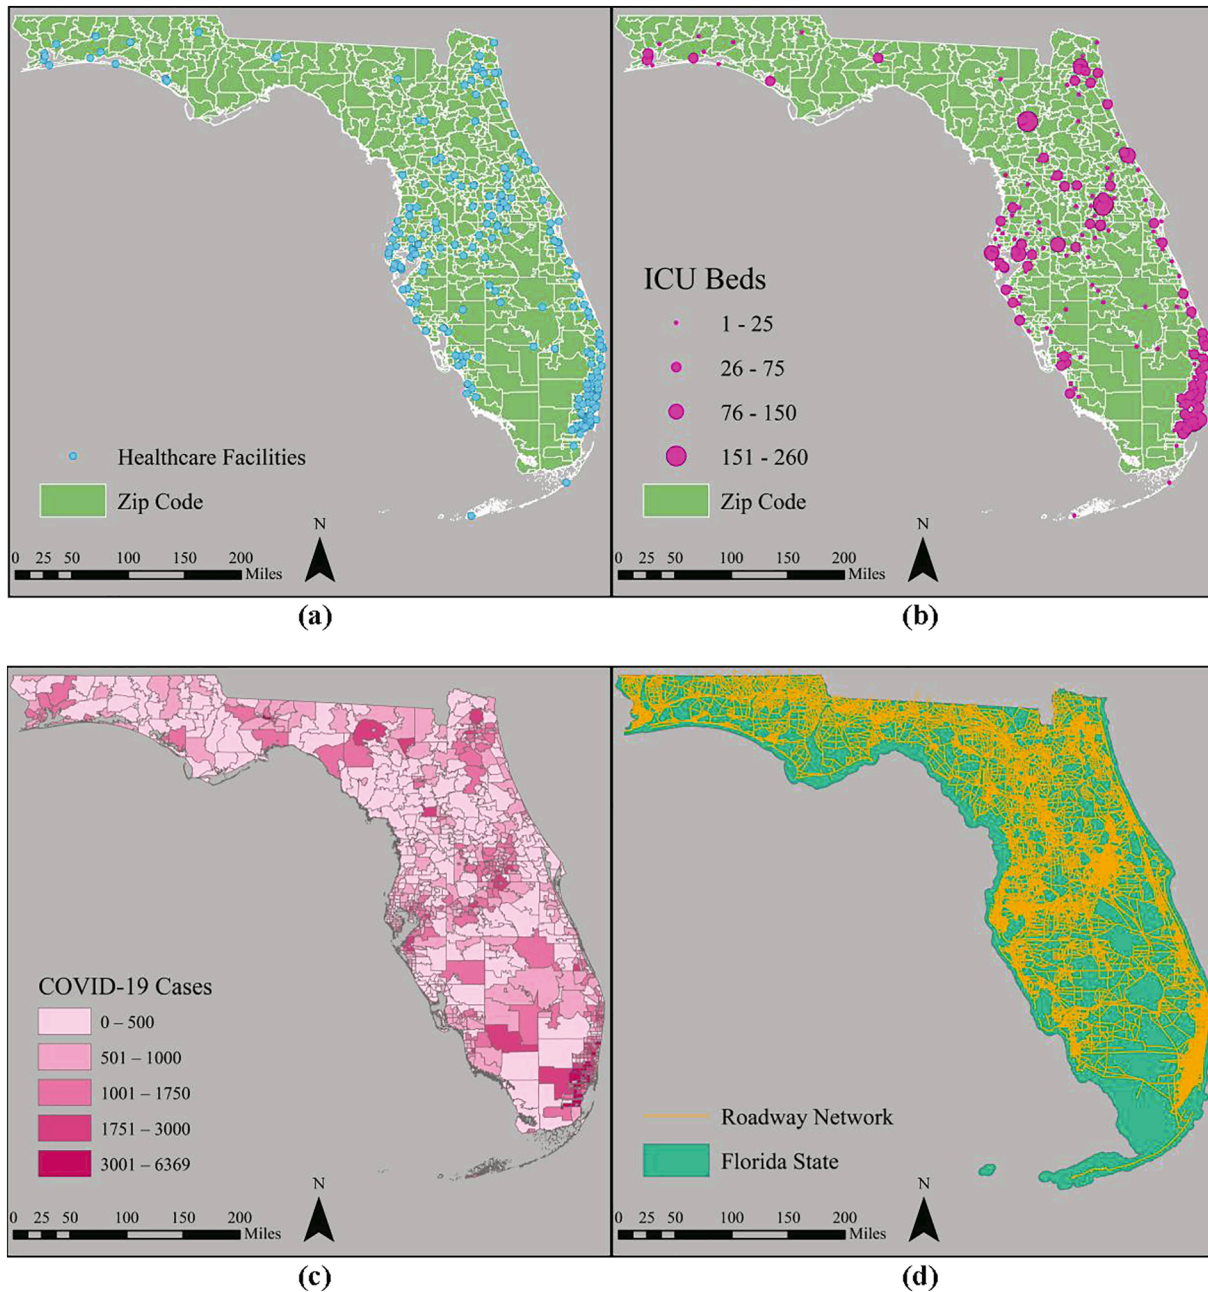 Healthcare Facilities
Zip Code
N
0 25 50 100 150 200
Miles
(a)
ICU Beds
1 - 25
26 - 75
76 - 150
151 - 260
Zip Code
N
0 25 50 100 150 200
Miles
(b)
COVID-19 Cases
0 – 500
501 – 1000
1001 – 1750
1751 – 3000
3001 – 6369
N
0 25 50 100 150 200
Miles
(c)
Roadway Network
Florida State
N
0 25 50 100 150 200
Miles
(d)